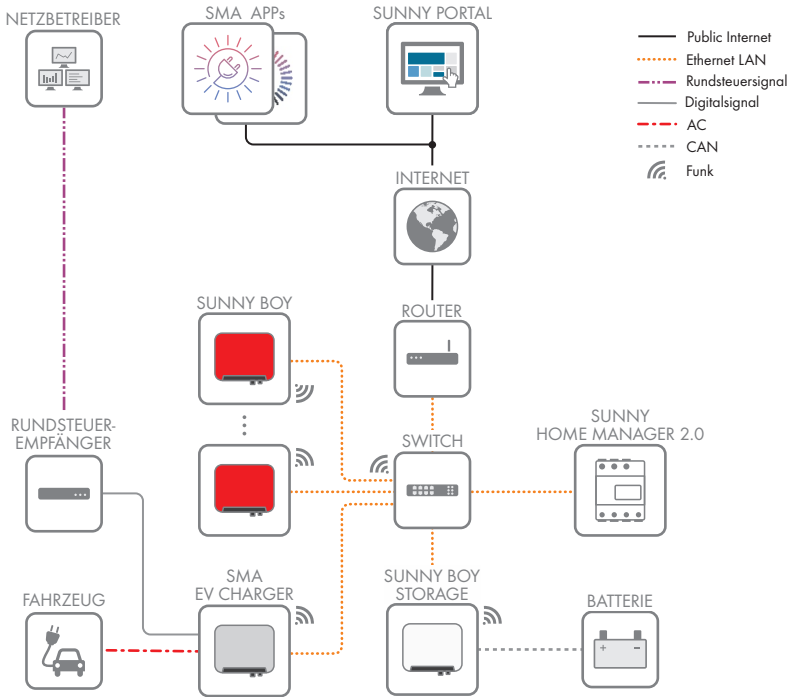 NETZBETREIBER
SMA APPs
SUNNY PORTAL
Public Internet
Ethernet LAN
Rundsteuersignal
Digitalsignal
AC
CAN
Funk
INTERNET
SUNNY BOY
ROUTER
RUNDSTEUER-
EMPFÄNGER
SWITCH
SUNNY
HOME MANAGER 2.0
FAHRZEUG
SMA
EV CHARGER
SUNNY BOY
STORAGE
BATTERIE
+ −